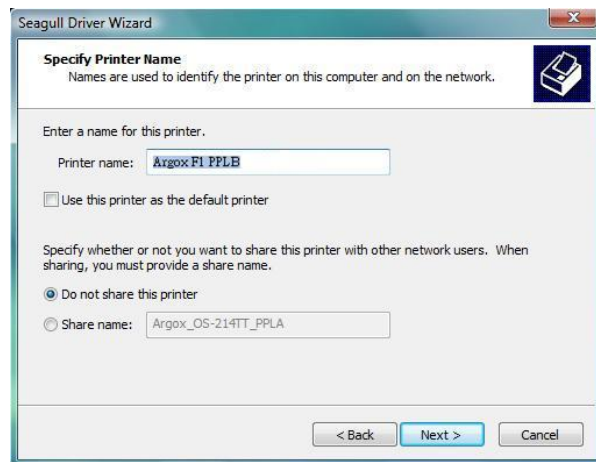 Seagull Driver Wizard
Specify Printer Name
Names are used to identify the printer on this computer and on the network.
Enter a name for this printer.
Printer name: Argox F1 PPLB
Use this printer as the default printer
Specify whether or not you want to share this printer with other network users. When
sharing, you must provide a share name.
Do not share this printer
Share name: Argox_OS-214TT_PPLA
< Back Next > Cancel